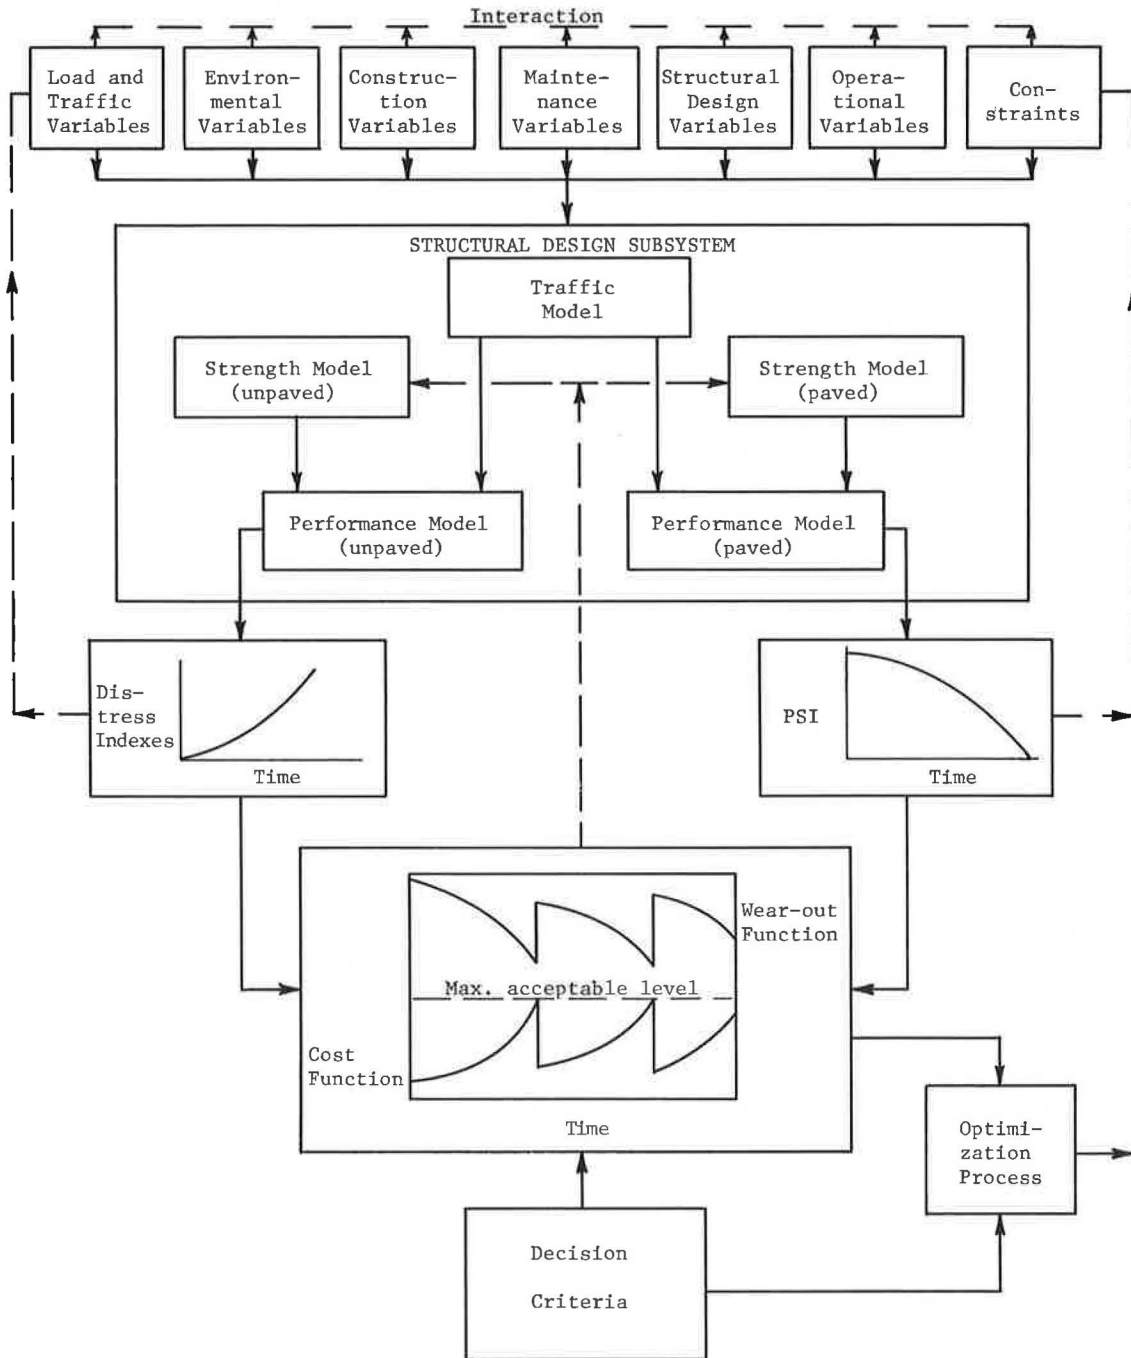 Interaction
Load and
Traffic
Variables
Environ-
mental
Variables
Construc-
tion
Variables
Mainte-
nance
Variables
Structural
Design
Variables
Opera-
tional
Variables
Con-
straints
STRUCTURAL DESIGN SUBSYSTEM
Traffic
Model
Strength Model
(unpaved)
Strength Model
(paved)
Performance Model
(unpaved)
Performance Model
(paved)
Dis-
tress
Indexes
Time
PSI
Time
Wear-out
Function
Max. acceptable level
Cost
Function
Time
Optimi-
zation
Process
Decision
Criteria